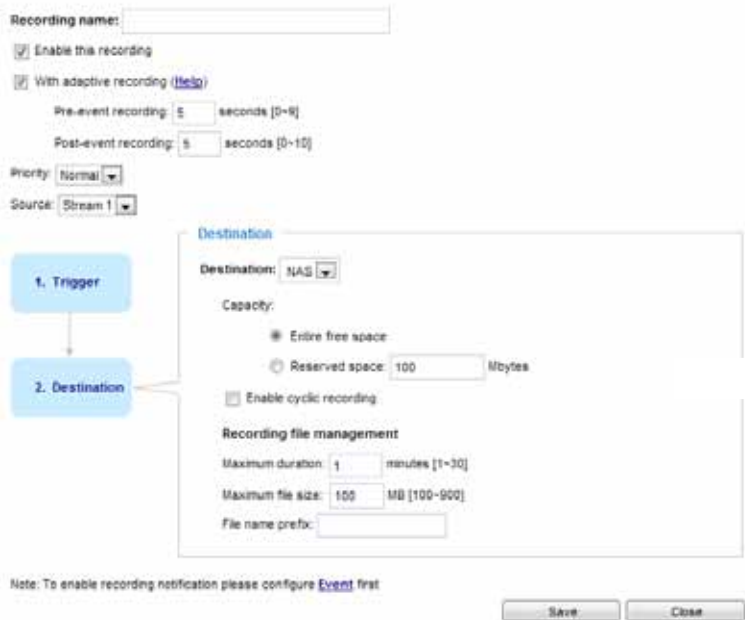 Recording name:
Enable this recording
With adaptive recording (Help)
Pre-event recording: 5 seconds [0~9]
Post-event recording: 5 seconds [0~10]
Priority: Normal
Source: Stream 1
1. Trigger
2. Destination
Destination
Destination: NAS
Capacity:
Entire free space
Reserved space: 100 Mbytes
Enable cyclic recording
Recording file management
Maximum duration: 1 minutes [1~30]
Maximum file size: 100 MB [100~900]
File name prefix:
Note: To enable recording notification please configure Event first
Save Close